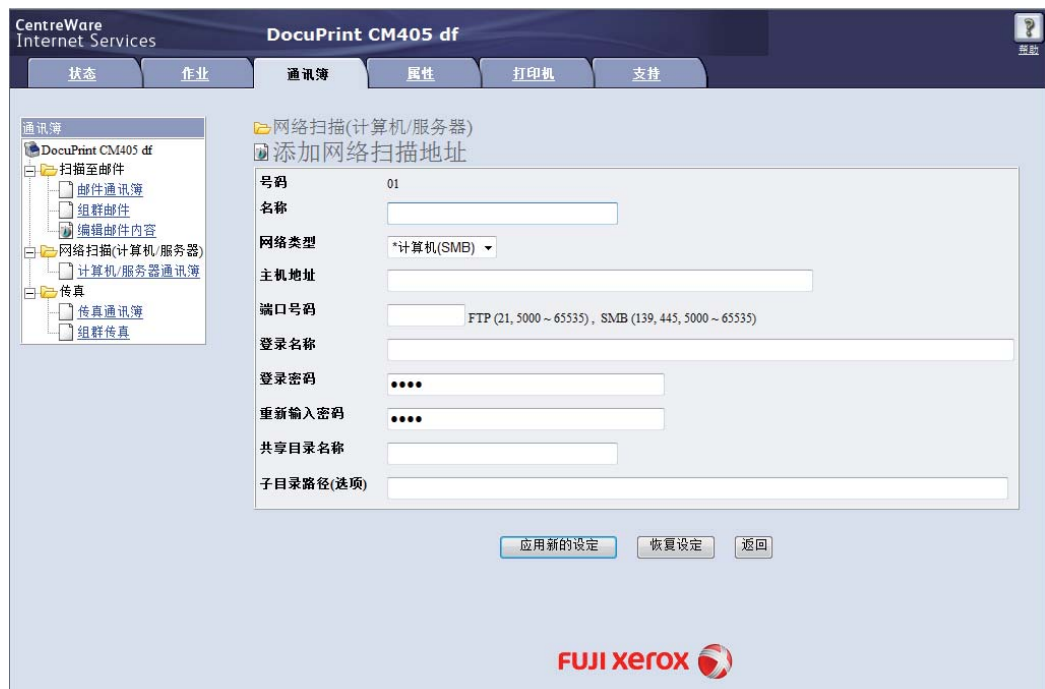 CentreWare
Internet Services
DocuPrint CM405 df
帮助
状态
作业
通讯簿
属性
打印机
支持
通讯簿
DocuPrint CM405 df
扫描至邮件
邮件通讯簿
组群邮件
编辑邮件内容
网络扫描(计算机/服务器)
计算机/服务器通讯簿
传真
传真通讯簿
组群传真
网络扫描(计算机/服务器)
添加网络扫描地址
号码 01
名称
网络类型 *计算机(SMB)
主机地址
端口号码 FTP (21, 5000 ~ 65535) , SMB (139, 445, 5000 ~ 65535)
登录名称
登录密码 ••••
重新输入密码 ••••
共享目录名称
子目录路径(选项)
应用新的设定 恢复设定 返回
FUJI xerox